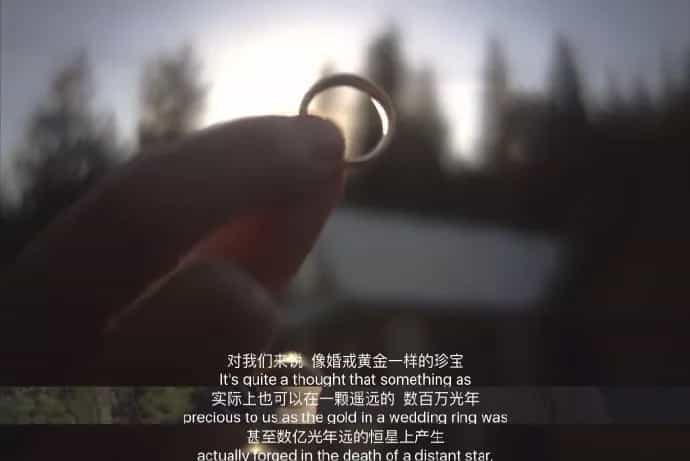 对我们来说 像婚戒黄金一样的珍宝
It's quite a thought that something as
实际上也可以在一颗遥远的 数百万光年
precious to us as the gold in a wedding ring was
甚至数亿光年远的恒星上产生
actually forged in the death of a distant star,